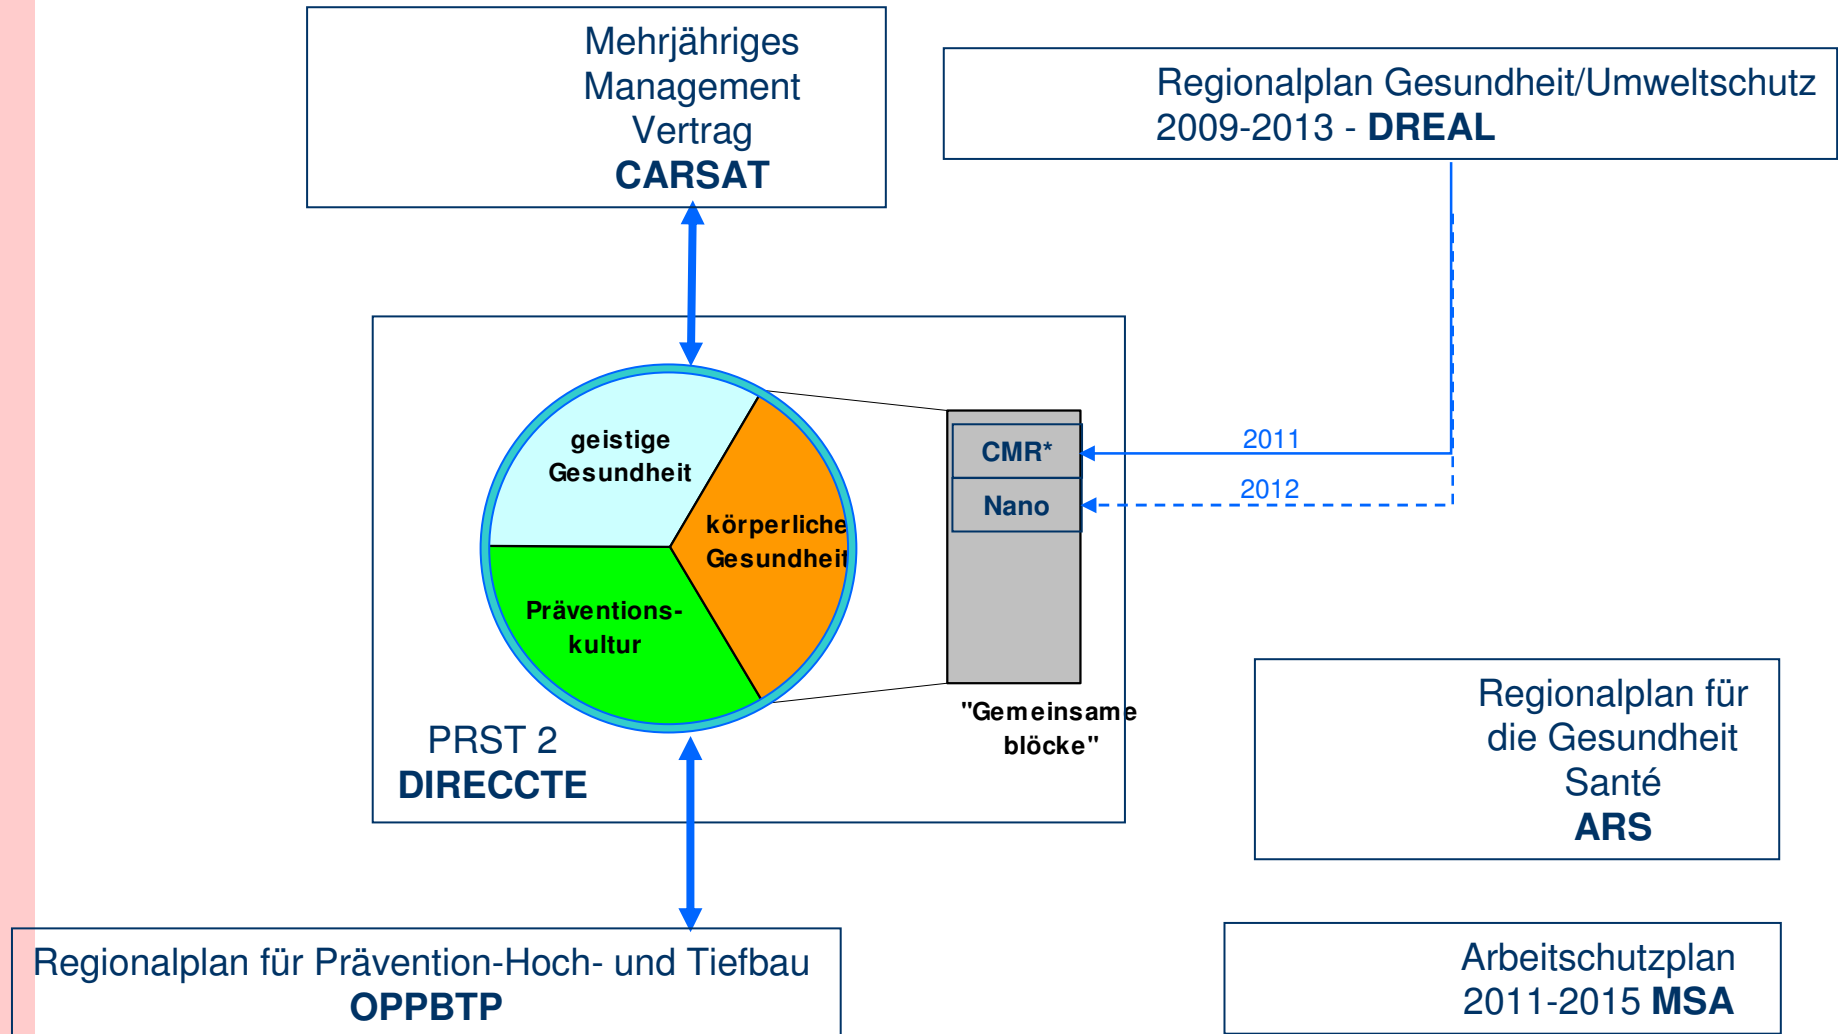 Mehrjähriges
Management
Vertrag
CARSAT
Regionalplan Gesundheit/Umweltschutz
2009-2013 - DREAL
geistige
Gesundheit
körperliche
Gesundheit
Präventions-
kultur
CMR*
Nano
2011
2012
"Gemeinsame
blöcke"
PRST 2
DIRECCTE
Regionalplan für
die Gesundheit
Santé
ARS
Regionalplan für Prävention-Hoch- und Tiefbau
OPPBTP
Arbeitschutzplan
2011-2015 MSA